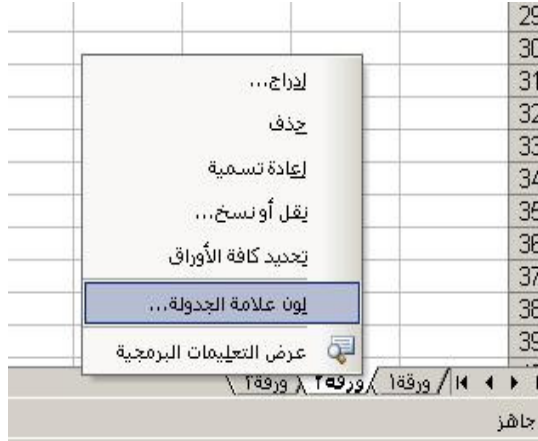 29
30
31
32
33
34
35
36
37
38
39
إدراج...
حذف
إعادة تسمية
نقل أو نسخ...
تحديد كافة الأوراق
لون علامة الجدولة...
عرض التعليمات البرمجية
ورقة١ ورقة٢ ورقة٣
جاهز